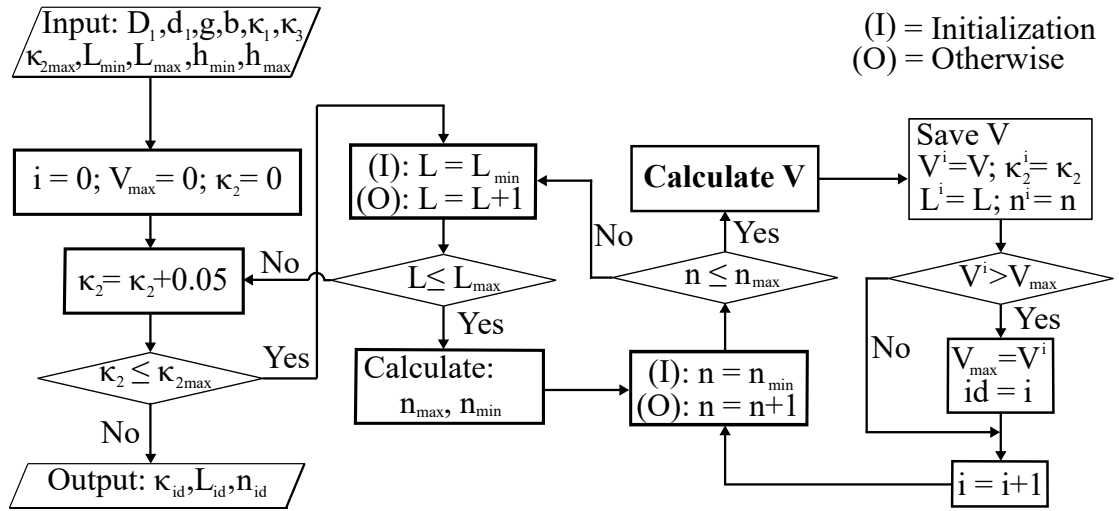 Input: D₁,d₁,g,b,κ₁,κ₃
κ₂max,Lmin,Lmax,hmin,hmax
(I) = Initialization
(O) = Otherwise
i = 0; Vmax= 0; κ₂= 0
κ₂= κ₂+0.05
κ₂ ≤ κ₂max
Yes
No
Output: κid,Lid,nid
(I): L = Lmin
(O): L = L+1
No
L≤ Lmax
Yes
Calculate:
nmax, nmin
Calculate V
Yes
No
n ≤ nmax
(I): n = nmin
(O): n = n+1
Save V
Vⁱ=V; κ₂ⁱ= κ₂
Lⁱ= L; nⁱ= n
Vⁱ>Vmax
Yes
No
Vmax=Vⁱ
id = i
i = i+1